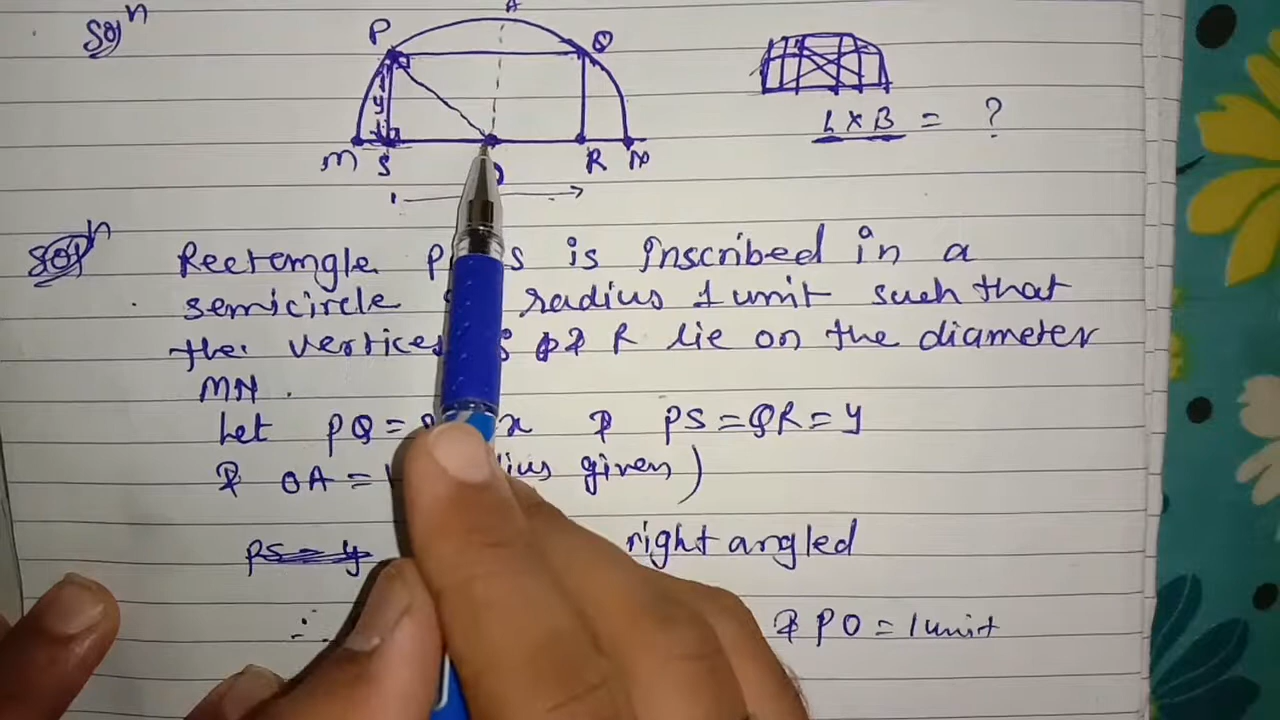 Solⁿ
A
P
Q
y
M S R N
L X B = ?
Solⁿ Rectangle P S is inscribed in a
semicircle radius 1 unit such that
the vertices S & R lie on the diameter
MN.
Let PQ = x & PS = QR = y
& OA = 1 given)
right angled
∴ & PO = 1 unit